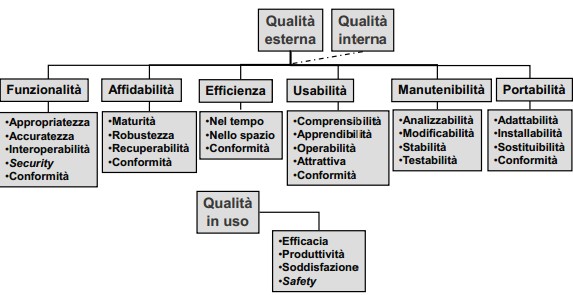 Qualità
esterna
Qualità
interna
Funzionalità
Affidabilità
Efficienza
Usabilità
Manutenibilità
Portabilità
•Appropriatezza
•Accuratezza
•Interoperabilità
•Security
•Conformità
•Maturità
•Robustezza
•Recuperabilità
•Conformità
•Nel tempo
•Nello spazio
•Conformità
•Comprensibilità
•Apprendibilità
•Operabilità
•Attrattiva
•Conformità
•Analizzabilità
•Modificabilità
•Stabilità
•Testabilità
•Adattabilità
•Installabilità
•Sostituibilità
•Conformità
Qualità
in uso
•Efficacia
•Produttività
•Soddisfazione
•Safety